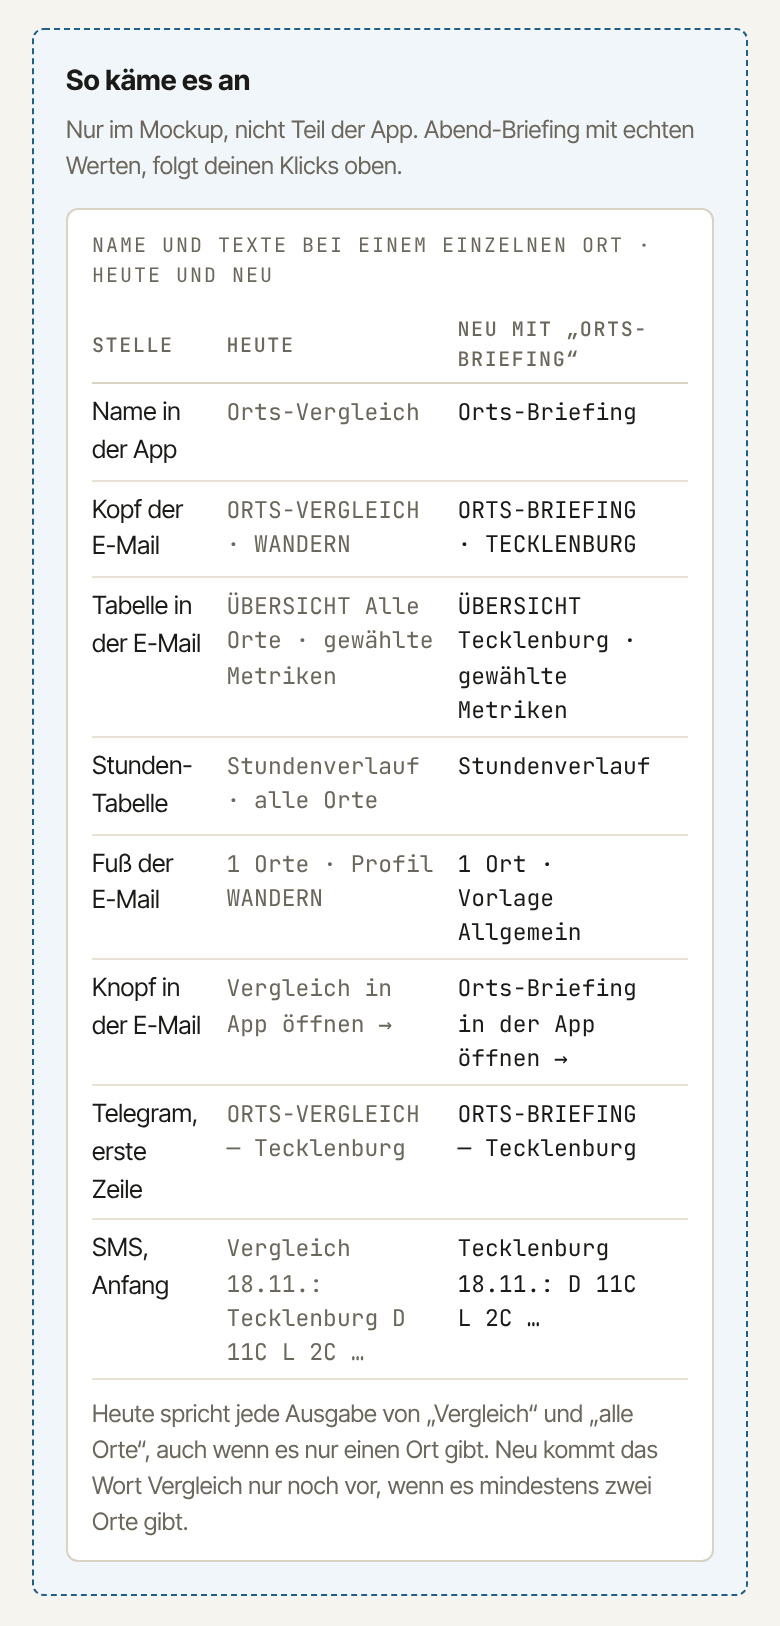 So käme es an
Nur im Mockup, nicht Teil der App. Abend-Briefing mit echten
Werten, folgt deinen Klicks oben.
NAME UND TEXTE BEI EINEM EINZELNEN ORT ·
HEUTE UND NEU
STELLE HEUTE NEU MIT „ORTS-
BRIEFING“
Name in Orts-Vergleich Orts-Briefing
der App
Kopf der ORTS-VERGLEICH ORTS-BRIEFING
E-Mail · WANDERN · TECKLENBURG
Tabelle in ÜBERSICHT Alle ÜBERSICHT
der E-Mail Orte · gewählte Tecklenburg ·
Metriken gewählte
Metriken
Stunden- Stundenverlauf Stundenverlauf
Tabelle · alle Orte
Fuß der 1 Orte · Profil 1 Ort ·
E-Mail WANDERN Vorlage
Allgemein
Knopf in Vergleich in Orts-Briefing
der E-Mail App öffnen → in der App
öffnen →
Telegram, ORTS-VERGLEICH ORTS-BRIEFING
erste — Tecklenburg — Tecklenburg
Zeile
SMS, Vergleich Tecklenburg
Anfang 18.11.: 18.11.: D 11C
Tecklenburg D L 2C …
11C L 2C …
Heute spricht jede Ausgabe von „Vergleich“ und „alle
Orte“, auch wenn es nur einen Ort gibt. Neu kommt das
Wort Vergleich nur noch vor, wenn es mindestens zwei
Orte gibt.